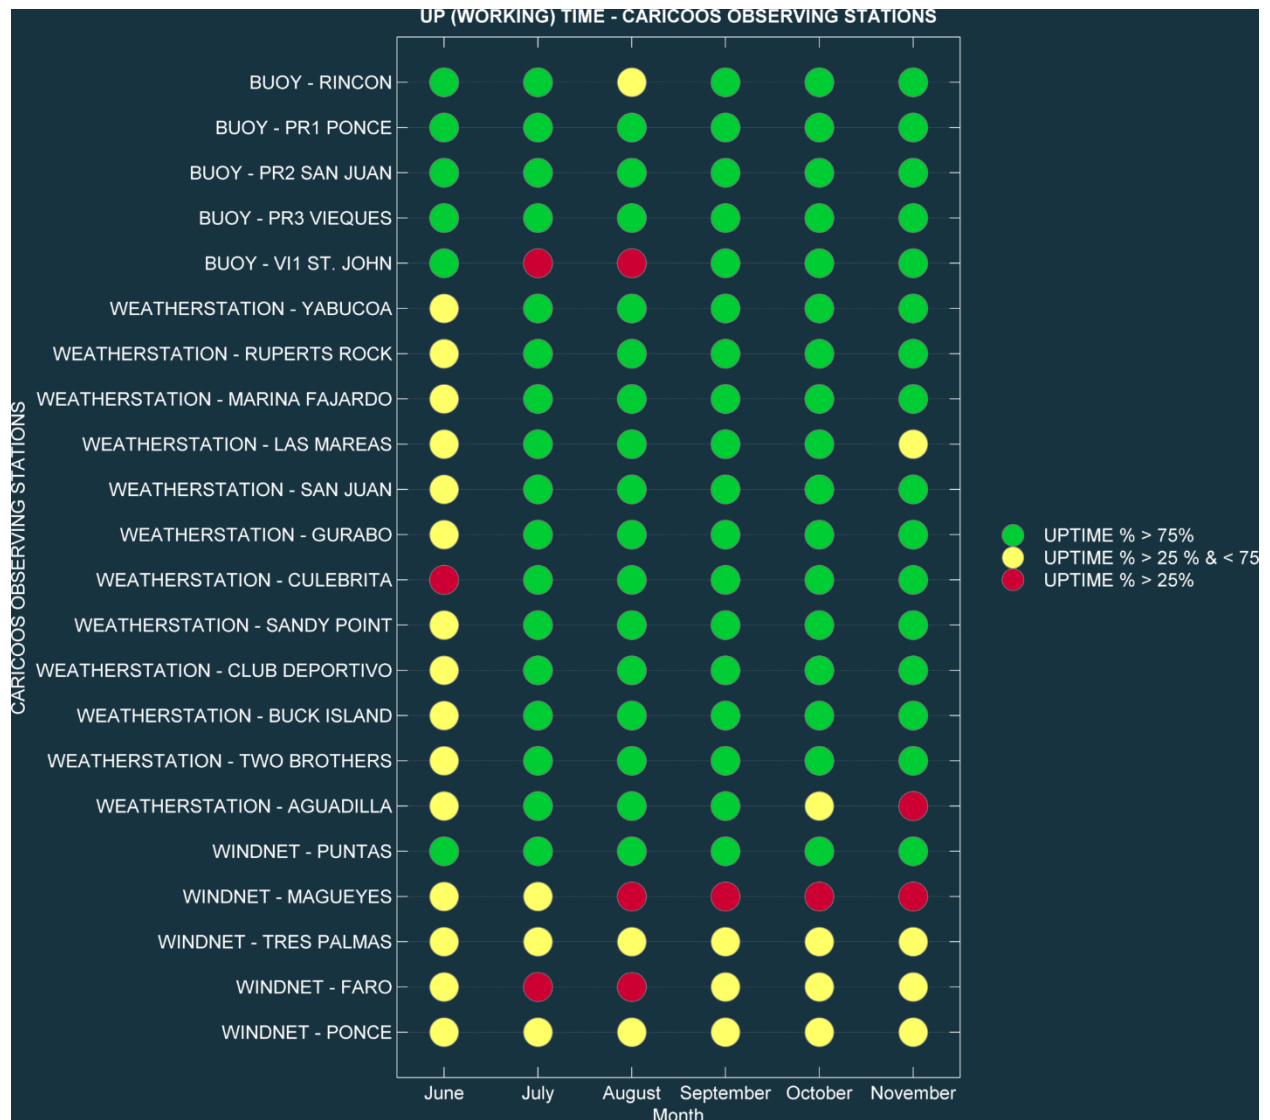 UP (WORKING) TIME - CARICOOS OBSERVING STATIONS
BUOY - RINCON
BUOY - PR1 PONCE
BUOY - PR2 SAN JUAN
BUOY - PR3 VIEQUES
BUOY - VI1 ST. JOHN
WEATHERSTATION - YABUCOA
WEATHERSTATION - RUPERTS ROCK
WEATHERSTATION - MARINA FAJARDO
WEATHERSTATION - LAS MAREAS
WEATHERSTATION - SAN JUAN
WEATHERSTATION - GURABO
WEATHERSTATION - CULEBRITA
WEATHERSTATION - SANDY POINT
WEATHERSTATION - CLUB DEPORTIVO
WEATHERSTATION - BUCK ISLAND
WEATHERSTATION - TWO BROTHERS
WEATHERSTATION - AGUADILLA
WINDNET - PUNTAS
WINDNET - MAGUEYES
WINDNET - TRES PALMAS
WINDNET - FARO
WINDNET - PONCE
CARICOOS OBSERVING STATIONS
June July August September October November
Month
UPTIME % > 75%
UPTIME % > 25 % & < 75
UPTIME % > 25%